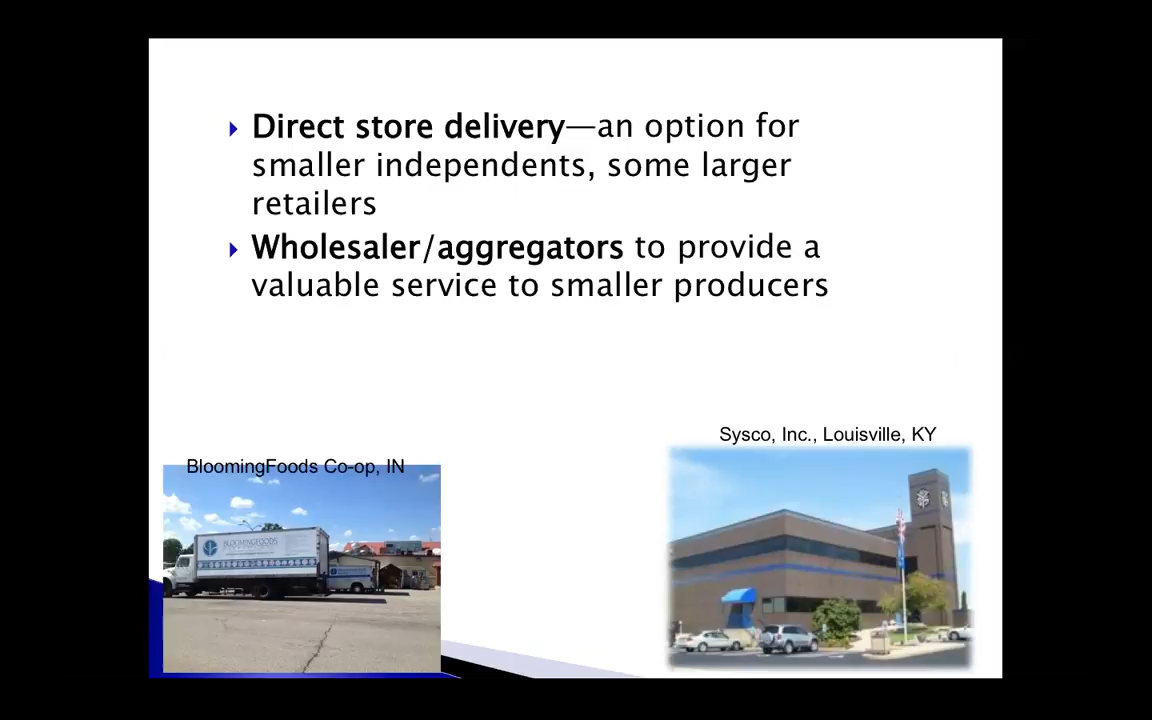 Direct store delivery—an option for
smaller independents, some larger
retailers
Wholesaler/aggregators to provide a
valuable service to smaller producers
Sysco, Inc., Louisville, KY
BloomingFoods Co-op, IN
BLOOMINGFOODS